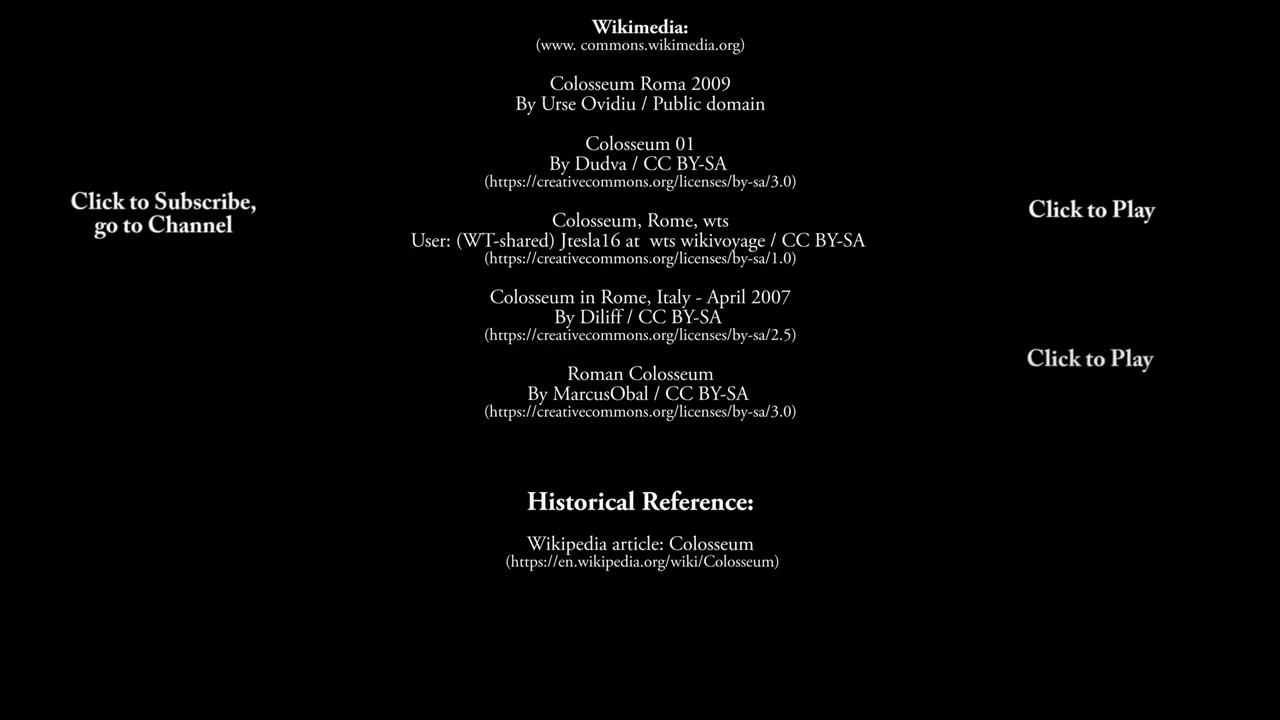 Wikimedia:
(www. commons.wikimedia.org)
Colosseum Roma 2009
By Urse Ovidiu / Public domain
Colosseum 01
By Dudva / CC BY-SA
(https://creativecommons.org/licenses/by-sa/3.0)
Click to Subscribe,
go to Channel
Click to Play
Colosseum, Rome, wts
User: (WT-shared) Jtesla16 at wts wikivoyage / CC BY-SA
(https://creativecommons.org/licenses/by-sa/1.0)
Colosseum in Rome, Italy - April 2007
By Diliff / CC BY-SA
(https://creativecommons.org/licenses/by-sa/2.5)
Click to Play
Roman Colosseum
By MarcusObal / CC BY-SA
(https://creativecommons.org/licenses/by-sa/3.0)
Historical Reference:
Wikipedia article: Colosseum
(https://en.wikipedia.org/wiki/Colosseum)